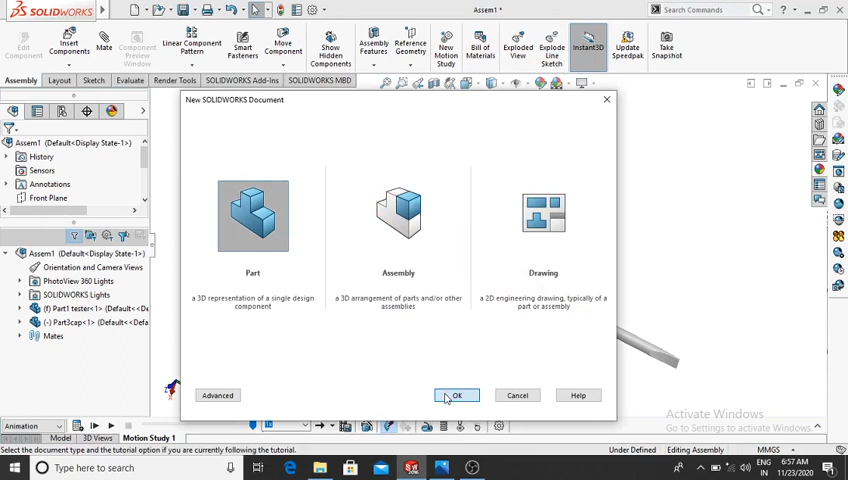 SOLIDWORKS
Assem1 *
Search Commands
Edit
Component
Insert
Components
Mate
Component
Preview
Window
Linear Component
Pattern
Smart
Fasteners
Move
Component
Show
Hidden
Components
Assembly
Features
Reference
Geometry
New
Motion
Study
Bill of
Materials
Exploded
View
Explode
Line
Sketch
Instant3D
Update
Speedpak
Take
Snapshot
Assembly
Layout
Sketch
Evaluate
Render Tools
SOLIDWORKS Add-Ins
SOLIDWORKS MBD
New SOLIDWORKS Document
Assem1 (Default<Display State-1>)
History
Sensors
Annotations
Front Plane
Assem1 (Default<Display State-1>)
Orientation and Camera Views
PhotoView 360 Lights
SOLIDWORKS Lights
(f) Part1 tester<1> (Default<<De
(-) Part3cap<1> (Default<<Defau
Mates
Part
Assembly
Drawing
a 3D representation of a single design
component
a 3D arrangement of parts and/or other
assemblies
a 2D engineering drawing, typically of a
part or assembly
Advanced
OK
Cancel
Help
Activate Windows
Go to Settings to activate Windows.
Animation
Model
3D Views
Motion Study 1
Select the document type and the tutorial option if you are currently following the tutorial.
Under Defined
Editing Assembly
MMGS
Type here to search
ENG
IN
6:57 AM
11/23/2020